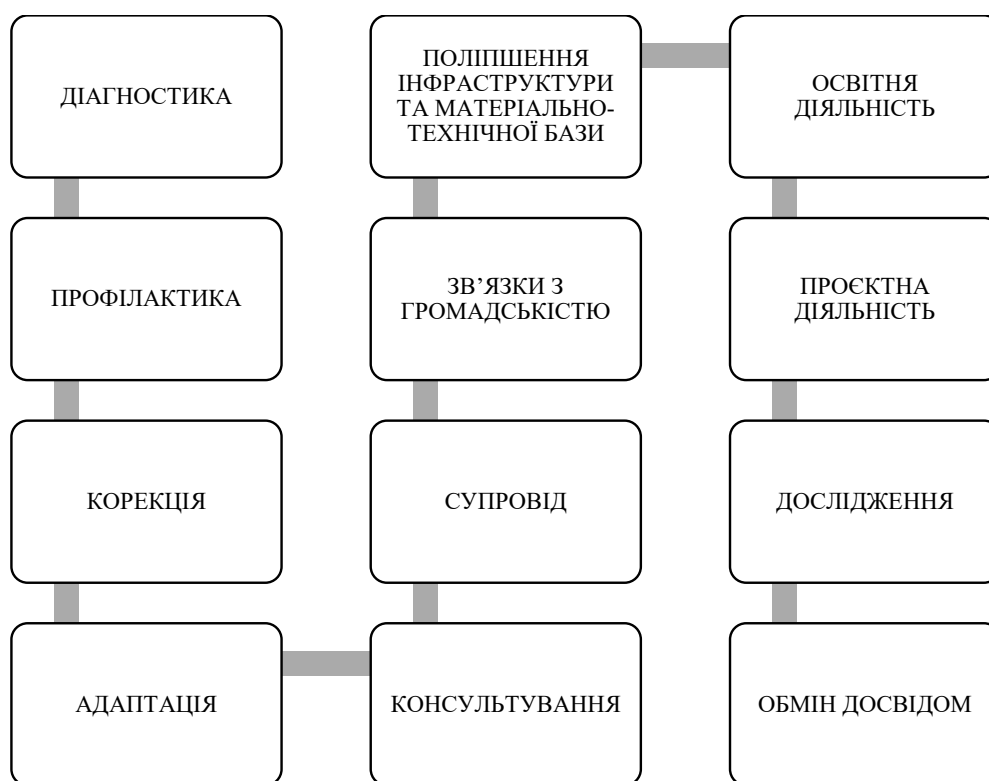 ДІАГНОСТИКА
ПРОФІЛАКТИКА
КОРЕКЦІЯ
АДАПТАЦІЯ
КОНСУЛЬТУВАННЯ
СУПРОВІД
ЗВ’ЯЗКИ З
ГРОМАДСЬКІСТЮ
ПОЛІПШЕННЯ
ІНФРАСТРУКТУРИ
ТА МАТЕРІАЛЬНО-
ТЕХНІЧНОЇ БАЗИ
ОСВІТНЯ
ДІЯЛЬНІСТЬ
ПРОЄКТНА
ДІЯЛЬНІСТЬ
ДОСЛІДЖЕННЯ
ОБМІН ДОСВІДОМ